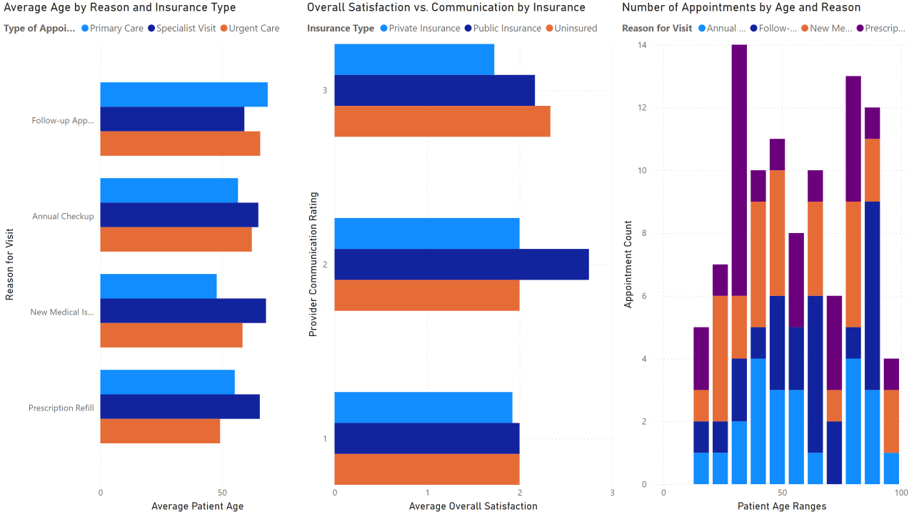 Average Age by Reason and Insurance Type
Type of Appoi... Primary Care Specialist Visit Urgent Care
Reason for Visit
Follow-up App...
Annual Checkup
New Medical Is...
Prescription Refill
0 50
Average Patient Age
Overall Satisfaction vs. Communication by Insurance
Insurance Type Private Insurance Public Insurance Uninsured
Provider Communication Rating
3
2
1
0 1 2 3
Average Overall Satisfaction
Number of Appointments by Age and Reason
Reason for Visit Annual ... Follow-... New Me... Prescrip...
Appointment Count
14
12
10
8
6
4
2
0
0 50 100
Patient Age Ranges